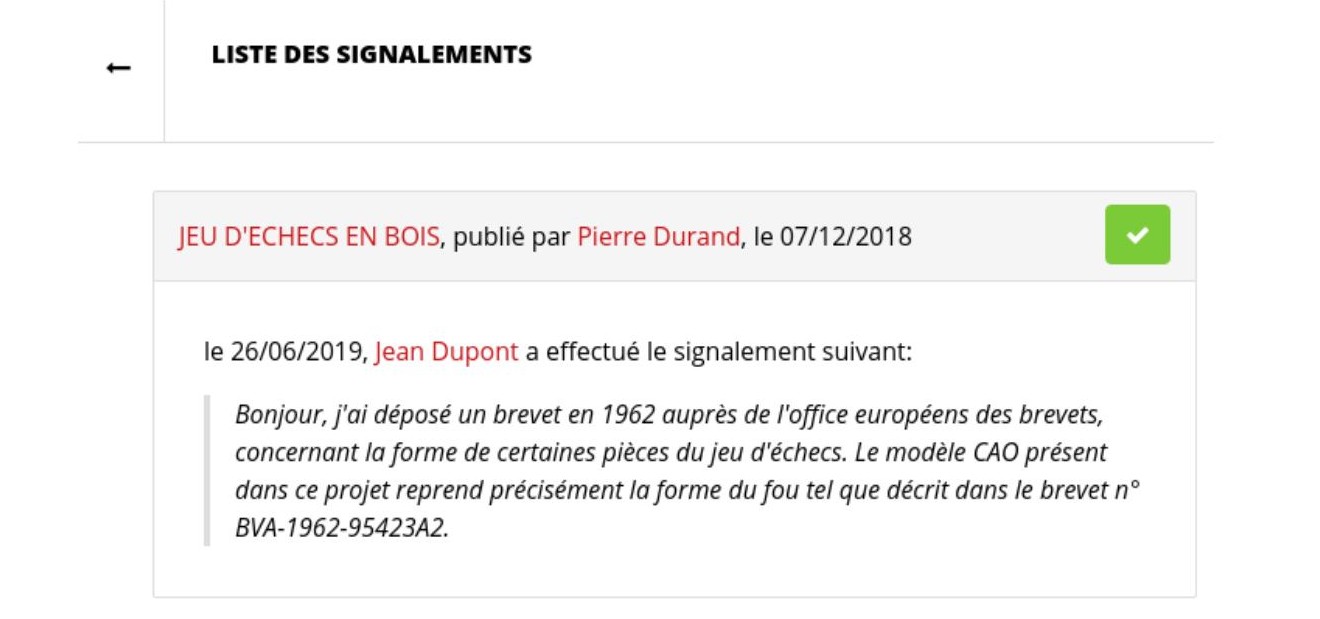 LISTE DES SIGNALEMENTS
JEU D'ECHECS EN BOIS, publié par Pierre Durand, le 07/12/2018
le 26/06/2019, Jean Dupont a effectué le signalement suivant:
Bonjour, j'ai déposé un brevet en 1962 auprès de l'office européens des brevets,
concernant la forme de certaines pièces du jeu d'échecs. Le modèle CAO présent
dans ce projet reprend précisément la forme du fou tel que décrit dans le brevet n°
BVA-1962-95423A2.